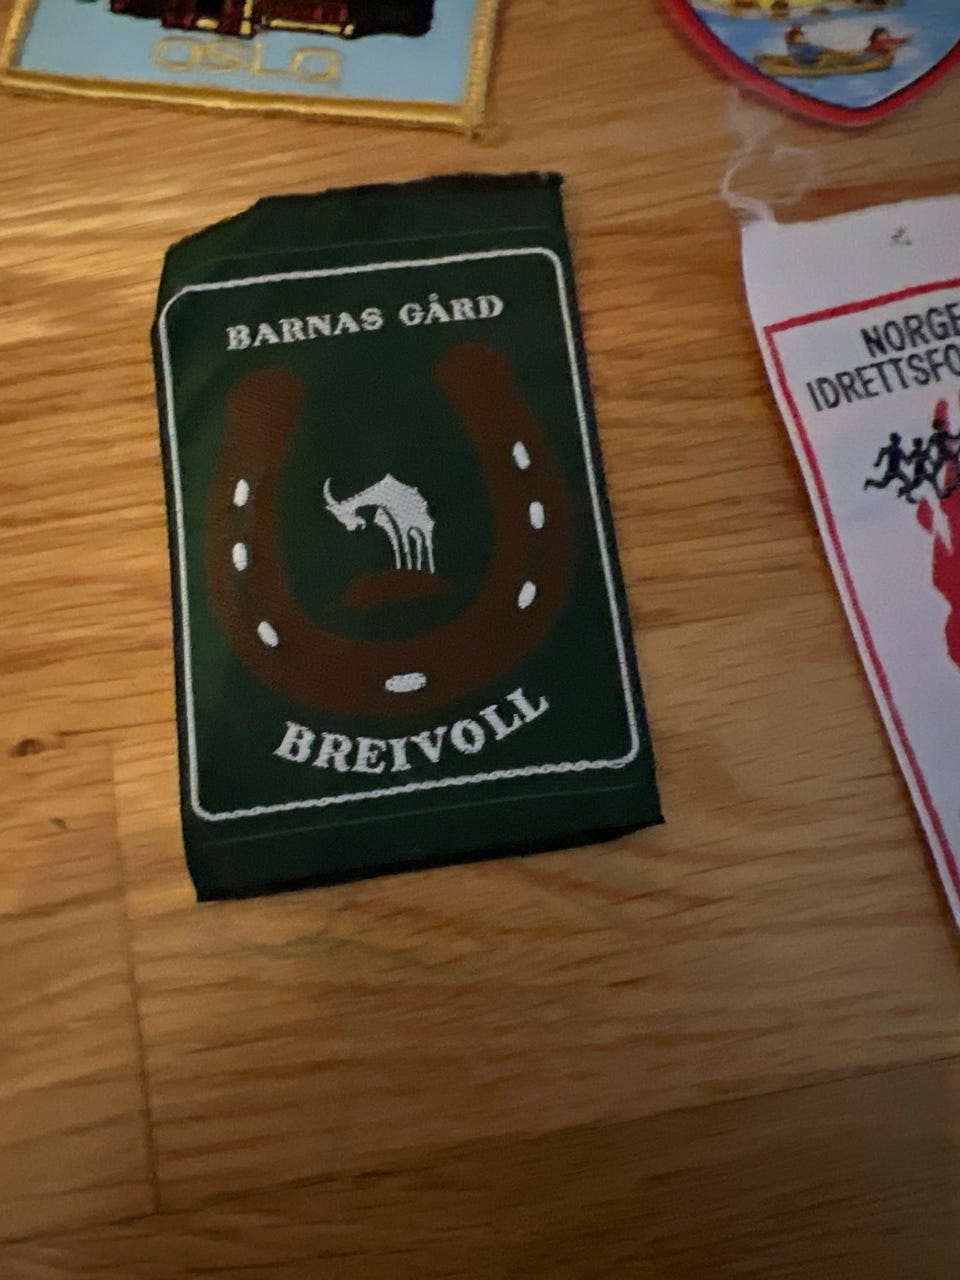 OSLO
BARNAS GÅRD
BREIVOLL
NORGE
IDRETTSFO